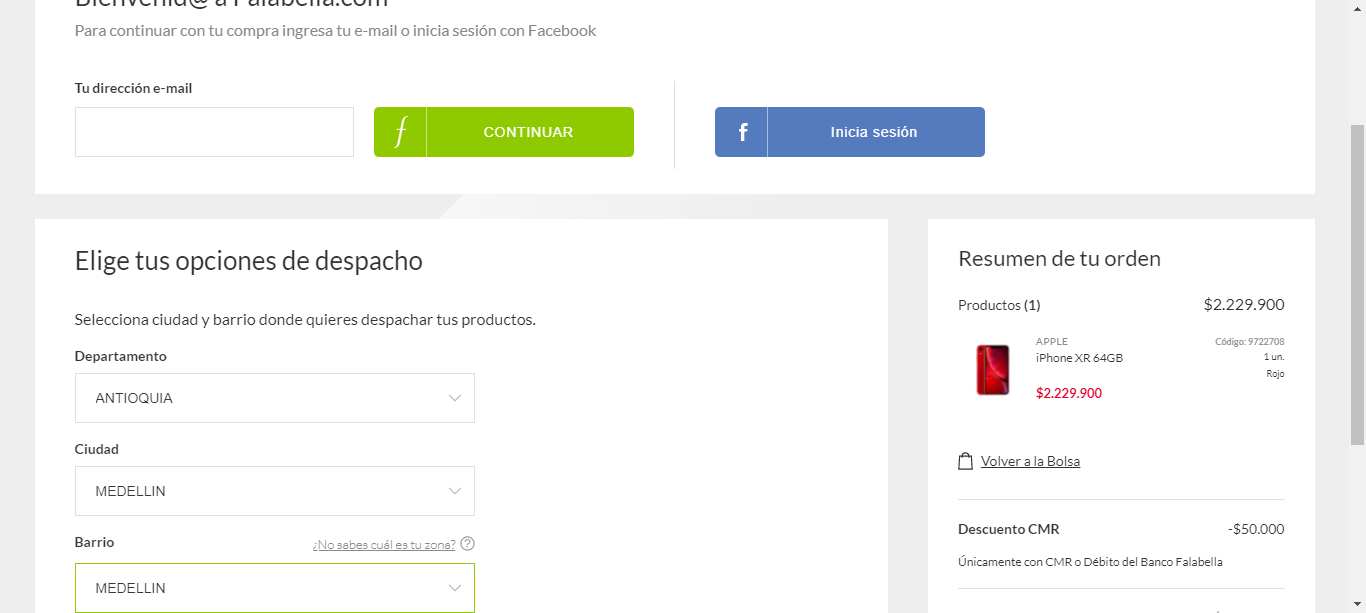 Bienvenid@ a Falabella.com
Para continuar con tu compra ingresa tu e-mail o inicia sesión con Facebook
Tu dirección e-mail
f CONTINUAR
f Inicia sesión
Elige tus opciones de despacho
Selecciona ciudad y barrio donde quieres despachar tus productos.
Departamento
ANTIOQUIA
Ciudad
MEDELLIN
Barrio
¿No sabes cuál es tu zona? ?
MEDELLIN
Resumen de tu orden
Productos (1) $2.229.900
APPLE Código: 9722708
iPhone XR 64GB 1 un.
Rojo
$2.229.900
Volver a la Bolsa
Descuento CMR -$50.000
Únicamente con CMR o Débito del Banco Falabella